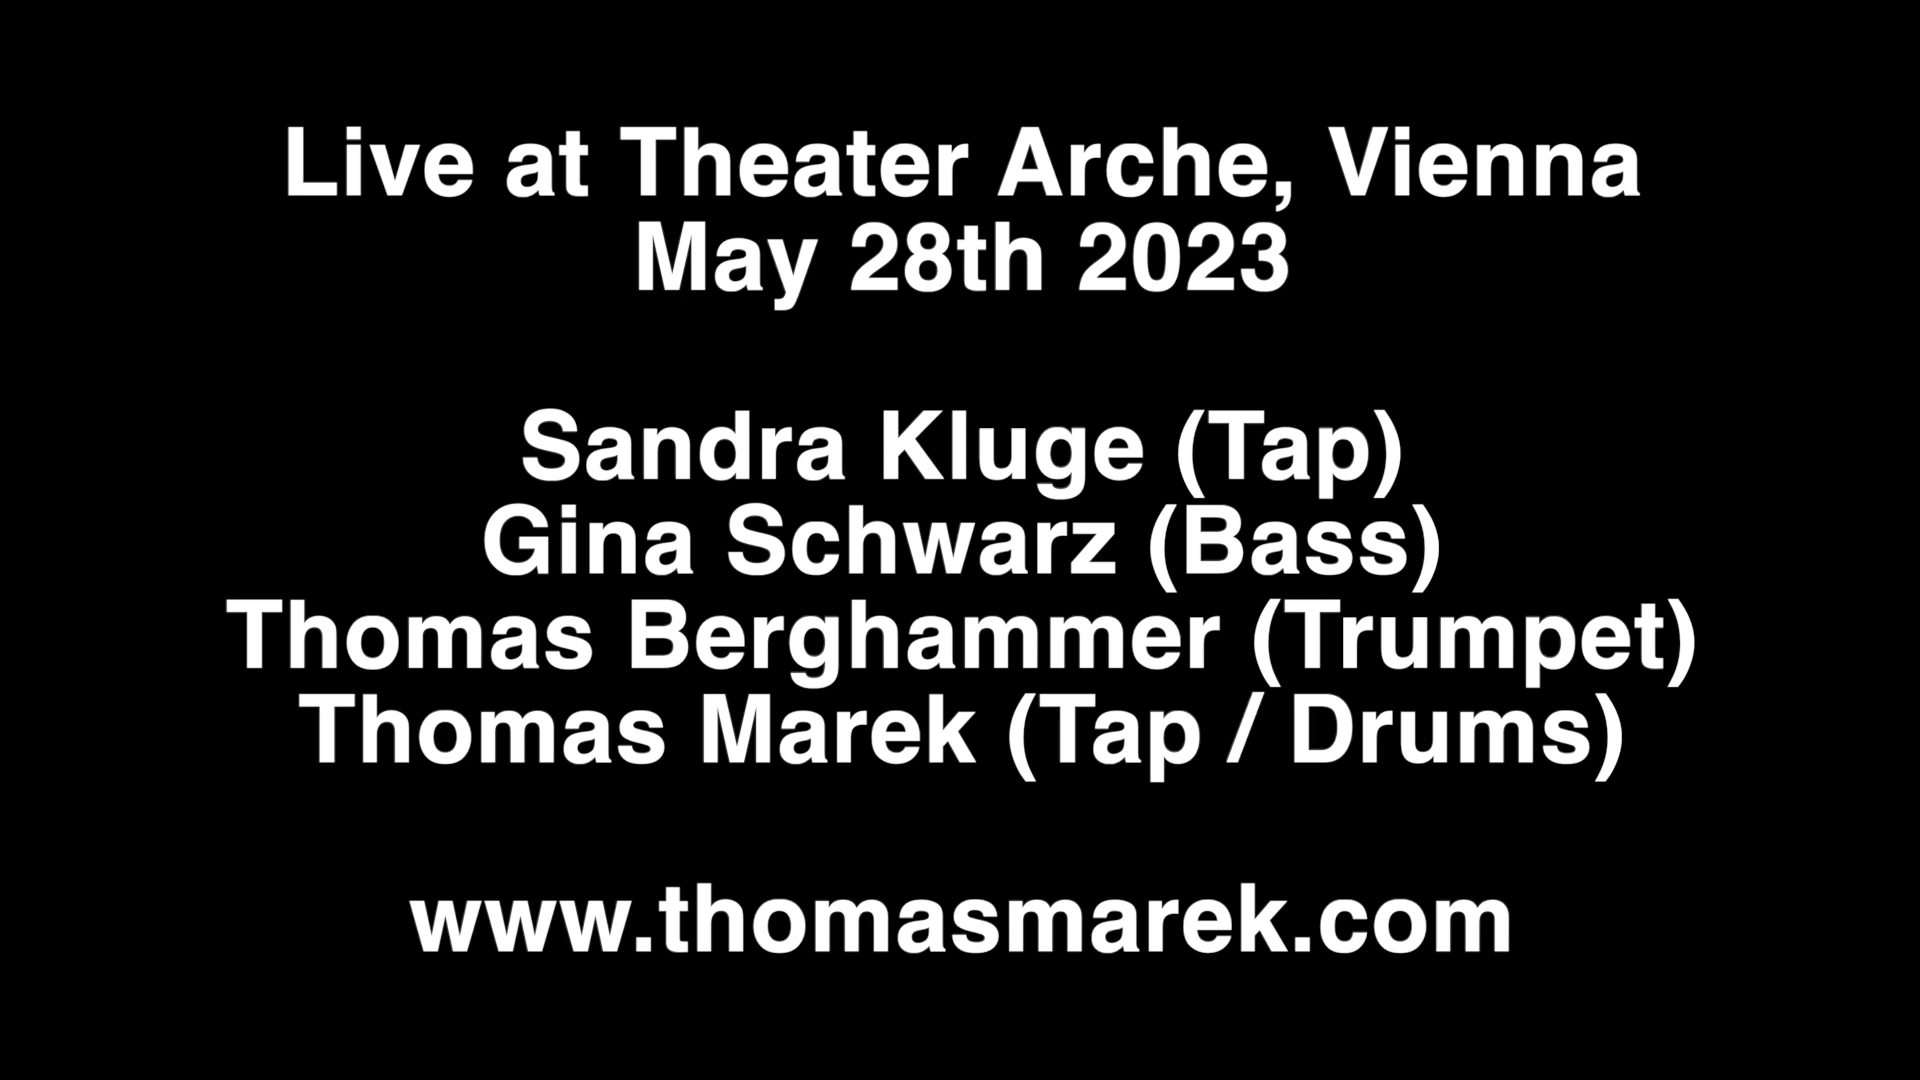 Live at Theater Arche, Vienna
May 28th 2023
Sandra Kluge (Tap)
Gina Schwarz (Bass)
Thomas Berghammer (Trumpet)
Thomas Marek (Tap / Drums)
www.thomasmarek.com